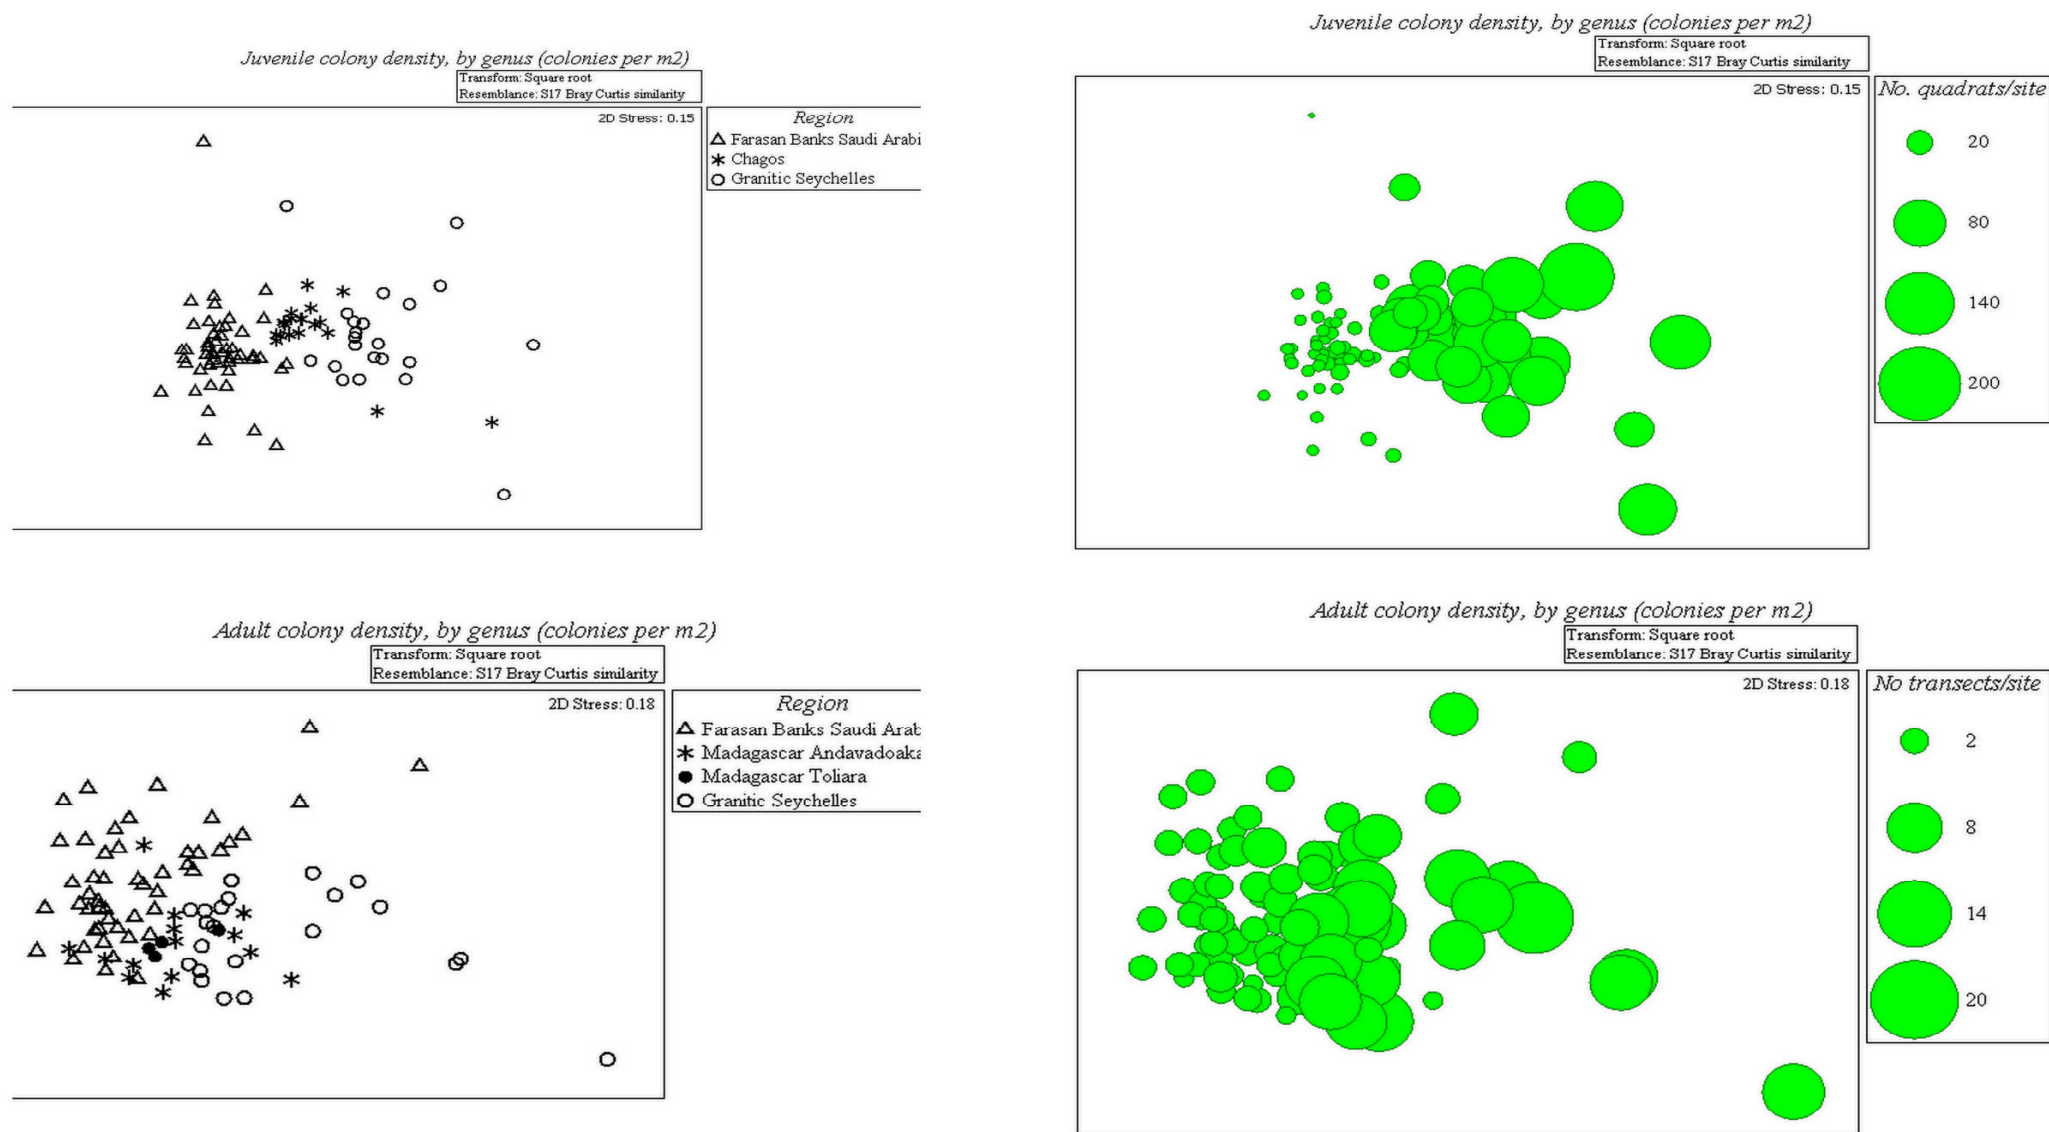 Juvenile colony density, by genus (colonies per m2)
Transform: Square root
Resemblance: S17 Bray Curtis similarity
2D Stress: 0.15
Region
Farasan Banks Saudi Arabi
Chagos
Granitic Seychelles
Juvenile colony density, by genus (colonies per m2)
Transform: Square root
Resemblance: S17 Bray Curtis similarity
2D Stress: 0.15
No. quadrats/site
20
80
140
200
Adult colony density, by genus (colonies per m2)
Transform: Square root
Resemblance: S17 Bray Curtis similarity
2D Stress: 0.18
Region
Farasan Banks Saudi Arab
Madagascar Andavadoaka
Madagascar Toliara
Granitic Seychelles
Adult colony density, by genus (colonies per m2)
Transform: Square root
Resemblance: S17 Bray Curtis similarity
2D Stress: 0.18
No transects/site
2
8
14
20